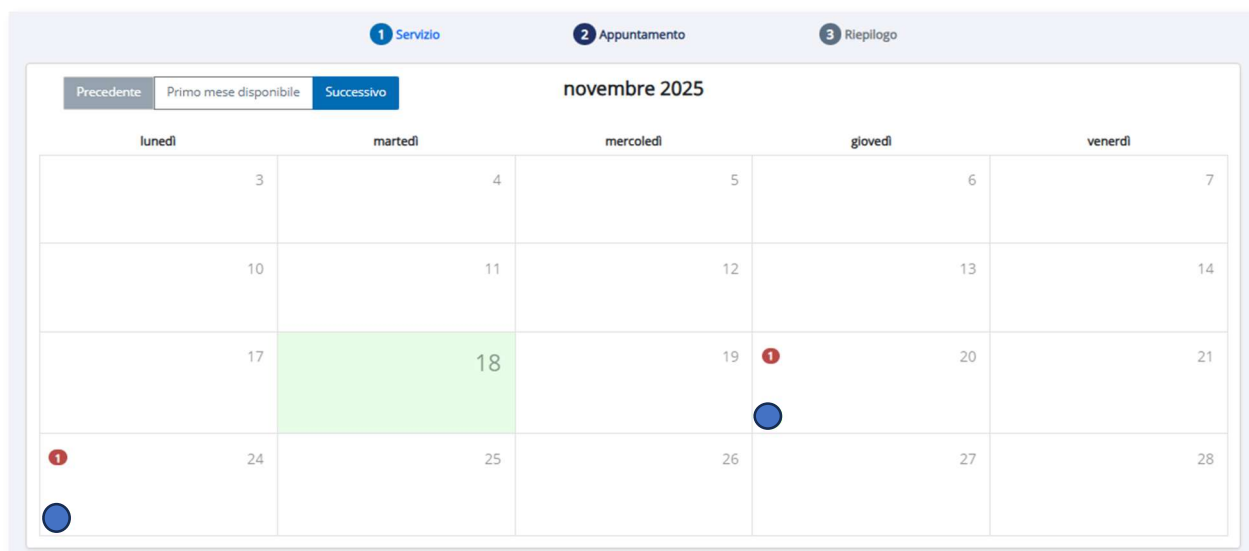 1 Servizio 2 Appuntamento 3 Riepilogo
Precedente Primo mese disponibile Successivo novembre 2025
lunedì martedì mercoledì giovedì venerdì
3 4 5 6 7
10 11 12 13 14
17 18 19 1 20 21
1 24 25 26 27 28